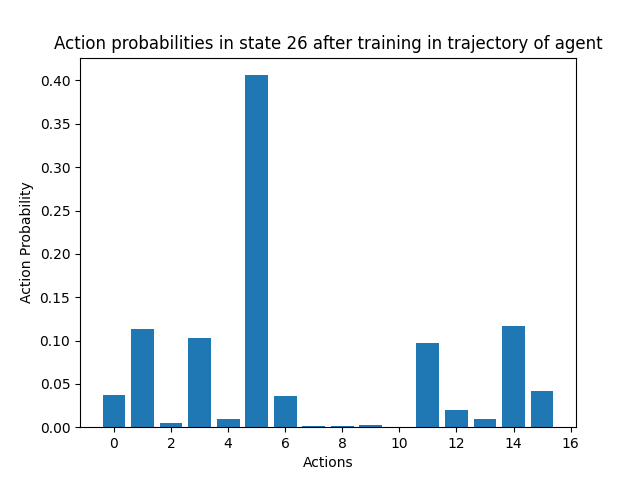 Action probabilities in state 26 after training in trajectory of agent
0.40
0.35
0.30
0.25
0.20
0.15
0.10
0.05
0.00
Action Probability
0 2 4 6 8 10 12 14 16
Actions